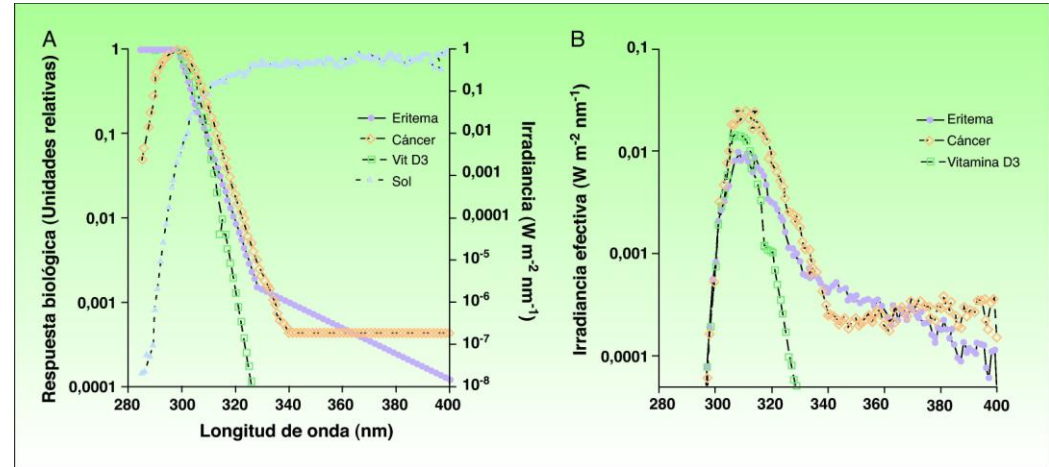 A
Respuesta biológica (Unidades relativas)
1
0,1
0,01
0,001
0,0001
1
0,1
0,01
0,001
0,0001
10-5
10-6
10-7
10-8
Irradiancia (W m-2 nm-1)
Eritema
Cáncer
Vit D3
Sol
280 300 320 340 360 380 400
Longitud de onda (nm)
B
Irradiancia efectiva (W m-2 nm-1)
0,1
0,01
0,001
0,0001
Eritema
Cáncer
Vitamina D3
280 300 320 340 360 380 400